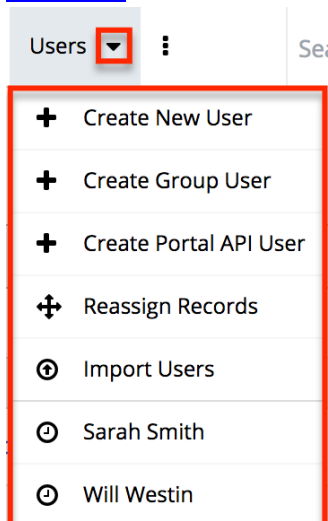 Users
Sea
Create New User
Create Group User
Create Portal API User
Reassign Records
Import Users
Sarah Smith
Will Westin